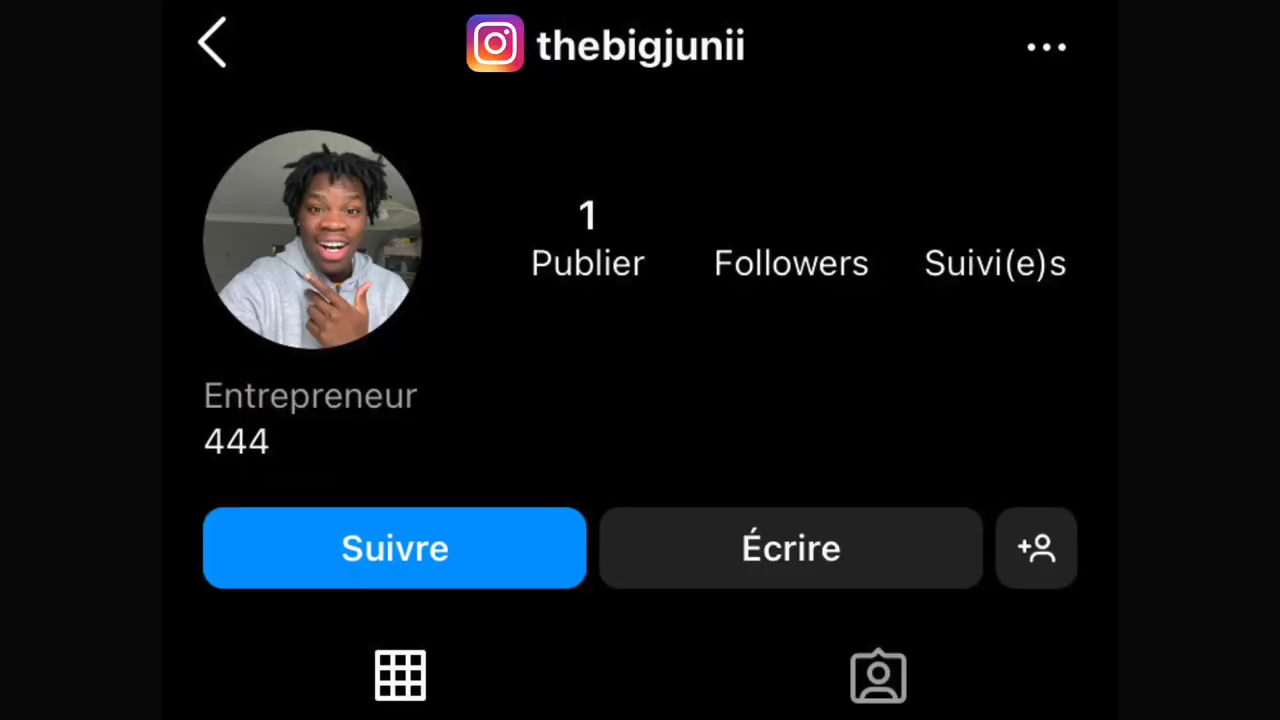 thebigjunii
1
Publier Followers Suivi(e)s
Entrepreneur
444
Suivre Écrire